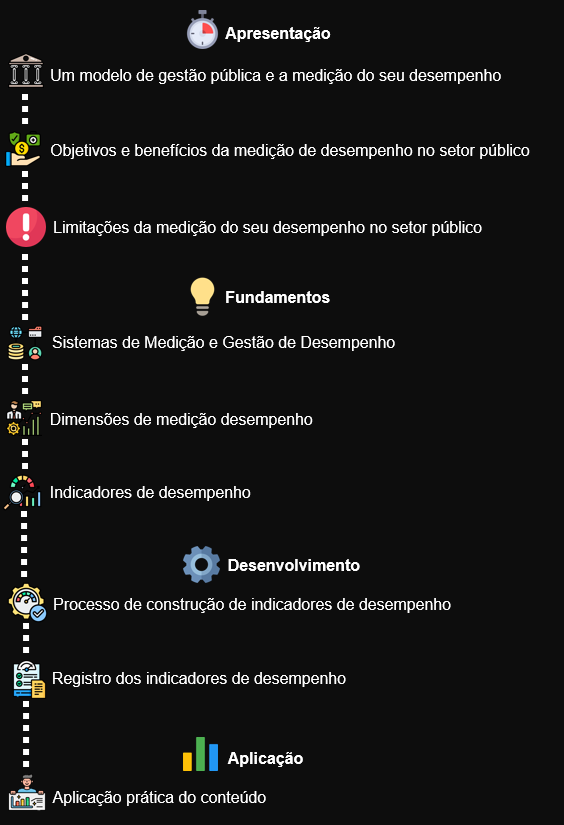 Apresentação
Um modelo de gestão pública e a medição do seu desempenho
Objetivos e benefícios da medição de desempenho no setor público
Limitações da medição do seu desempenho no setor público
Fundamentos
Sistemas de Medição e Gestão de Desempenho
Dimensões de medição desempenho
Indicadores de desempenho
Desenvolvimento
Processo de construção de indicadores de desempenho
Registro dos indicadores de desempenho
Aplicação
Aplicação prática do conteúdo